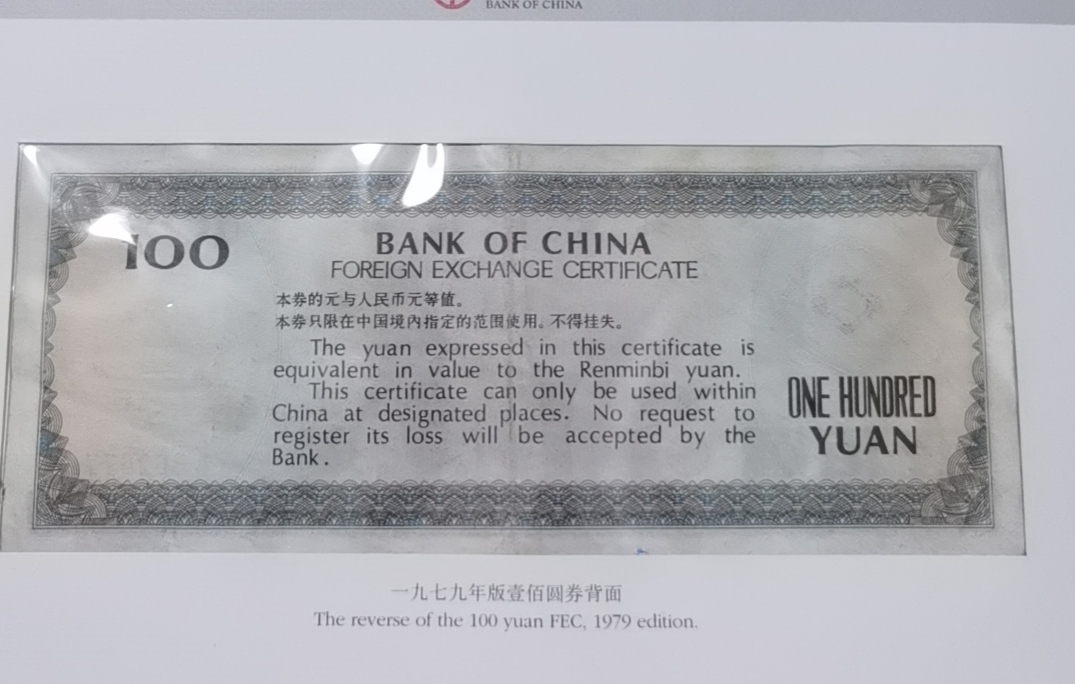 BANK OF CHINA
100
BANK OF CHINA
FOREIGN EXCHANGE CERTIFICATE
本券的元与人民币元等值。
本券只限在中国境内指定的范围使用。不得挂失。
The yuan expressed in this certificate is
equivalent in value to the Renminbi yuan.
This certificate can only be used within
China at designated places. No request to
register its loss will be accepted by the
Bank.
ONE HUNDRED
YUAN
一九七九年版壹佰圆券背面
The reverse of the 100 yuan FEC, 1979 edition.